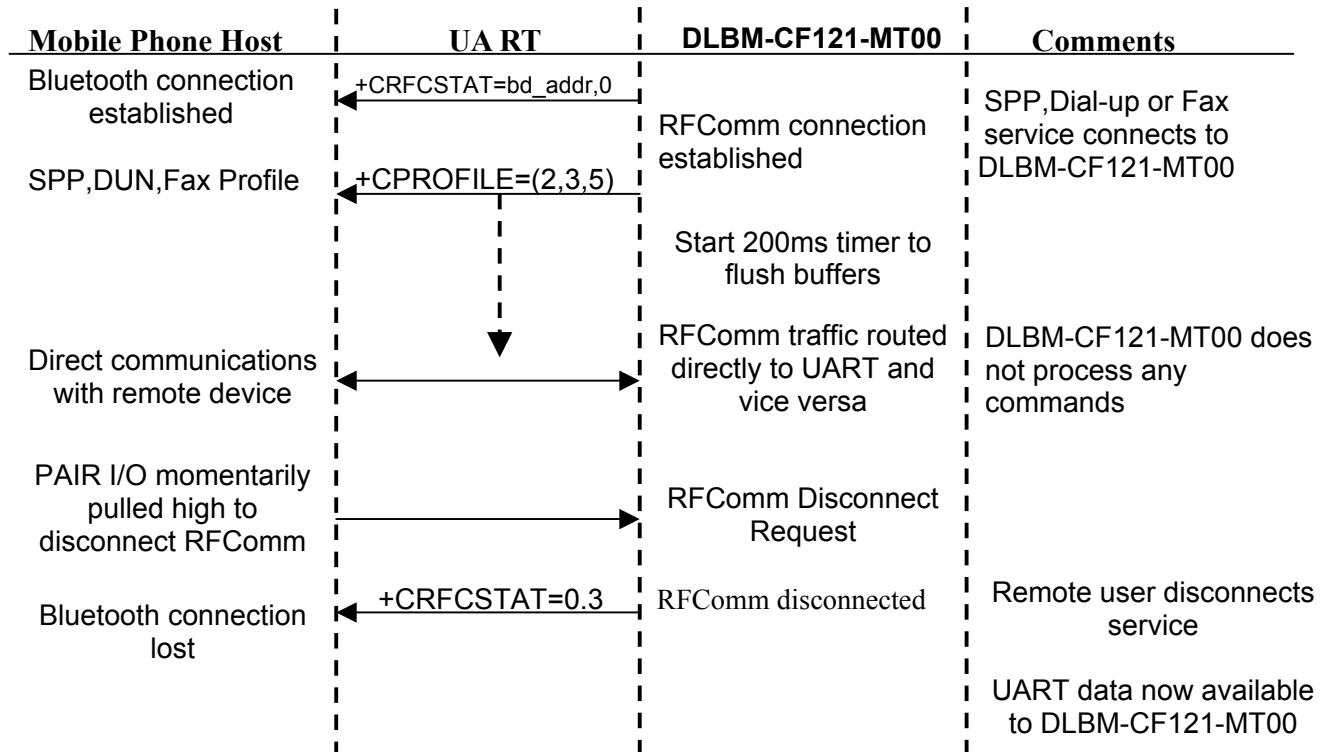 Mobile Phone Host UART DLBM-CF121-MT00 Comments
Bluetooth connection
established
+CRFCSTAT=bd_addr,0
RFComm connection
established
SPP,Dial-up or Fax
service connects to
DLBM-CF121-MT00
SPP,DUN,Fax Profile
+CPROFILE=(2,3,5)
Start 200ms timer to
flush buffers
Direct communications
with remote device
RFComm traffic routed
directly to UART and
vice versa
DLBM-CF121-MT00 does
not process any
commands
PAIR I/O momentarily
pulled high to
disconnect RFComm
RFComm Disconnect
Request
Bluetooth connection
lost
+CRFCSTAT=0.3
RFComm disconnected
Remote user disconnects
service
UART data now available
to DLBM-CF121-MT00